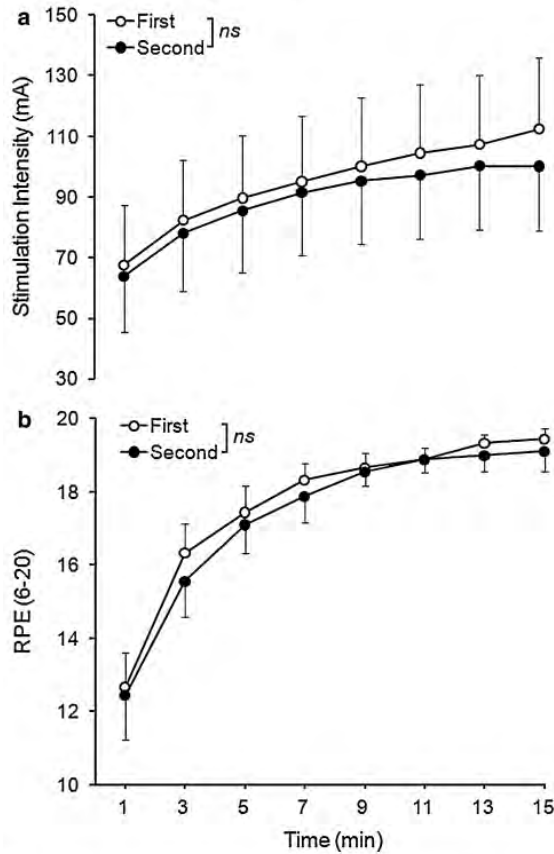 a
First
Second
ns
Stimulation Intensity (mA)
150
130
110
90
70
50
30
b
First
Second
ns
RPE (6-20)
20
18
16
14
12
10
1 3 5 7 9 11 13 15
Time (min)